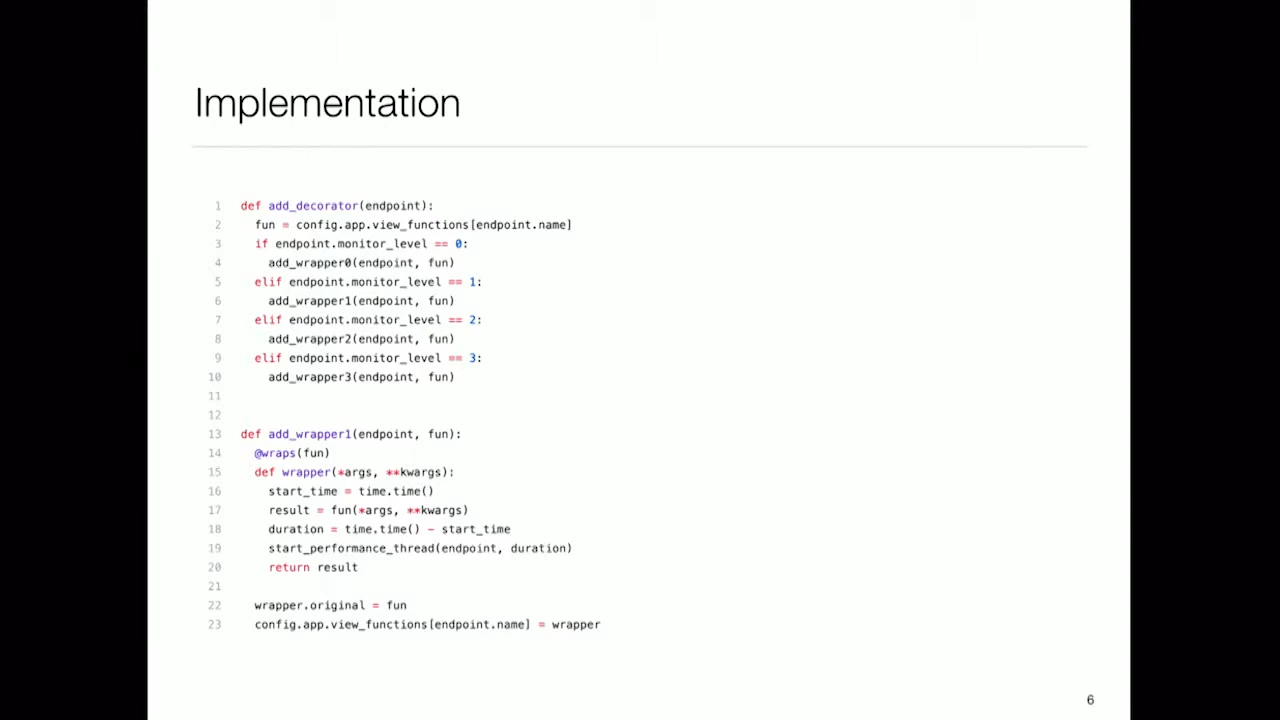 Implementation
1 def add_decorator(endpoint):
2   fun = config.app.view_functions[endpoint.name]
3   if endpoint.monitor_level == 0:
4     add_wrapper0(endpoint, fun)
5   elif endpoint.monitor_level == 1:
6     add_wrapper1(endpoint, fun)
7   elif endpoint.monitor_level == 2:
8     add_wrapper2(endpoint, fun)
9   elif endpoint.monitor_level == 3:
10     add_wrapper3(endpoint, fun)
11
12
13 def add_wrapper1(endpoint, fun):
14   @wraps(fun)
15   def wrapper(*args, **kwargs):
16     start_time = time.time()
17     result = fun(*args, **kwargs)
18     duration = time.time() - start_time
19     start_performance_thread(endpoint, duration)
20     return result
21
22   wrapper.original = fun
23   config.app.view_functions[endpoint.name] = wrapper
6